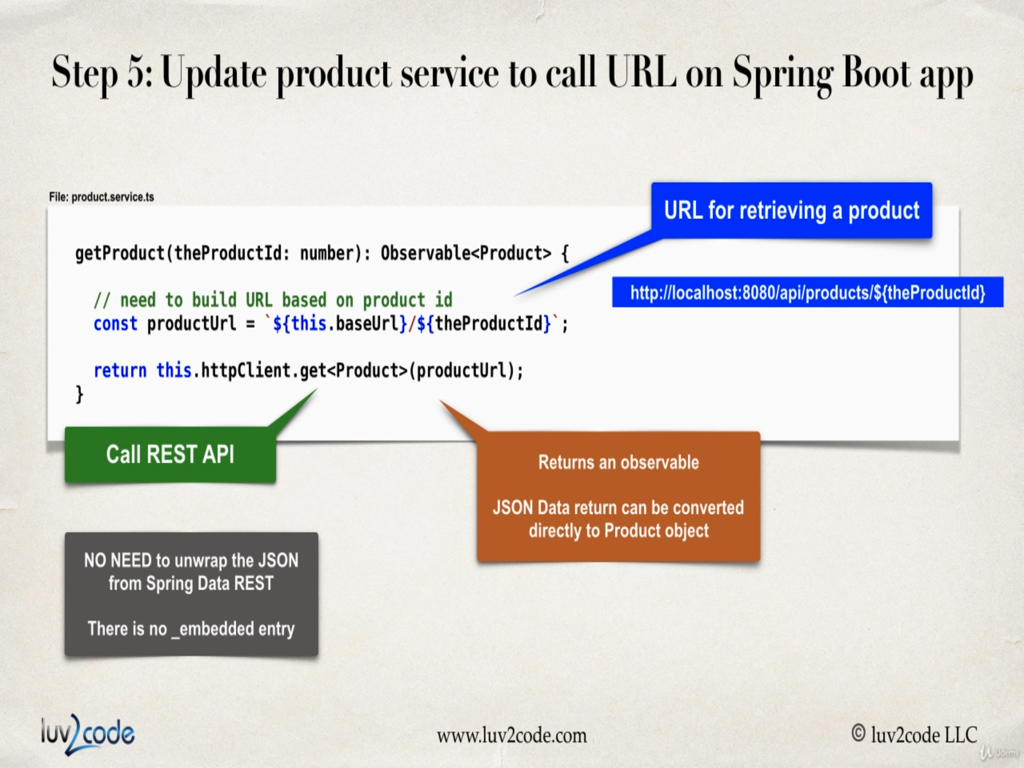 Step 5: Update product service to call URL on Spring Boot app
File: product.service.ts
URL for retrieving a product
getProduct(theProductId: number): Observable<Product> {
http://localhost:8080/api/products/${theProductId}
// need to build URL based on product id
const productUrl = `${this.baseUrl}/${theProductId}`;
return this.httpClient.get<Product>(productUrl);
}
Call REST API
Returns an observable
JSON Data return can be converted
directly to Product object
NO NEED to unwrap the JSON
from Spring Data REST
There is no _embedded entry
luv2code
www.luv2code.com
© luv2code LLC
Udemy